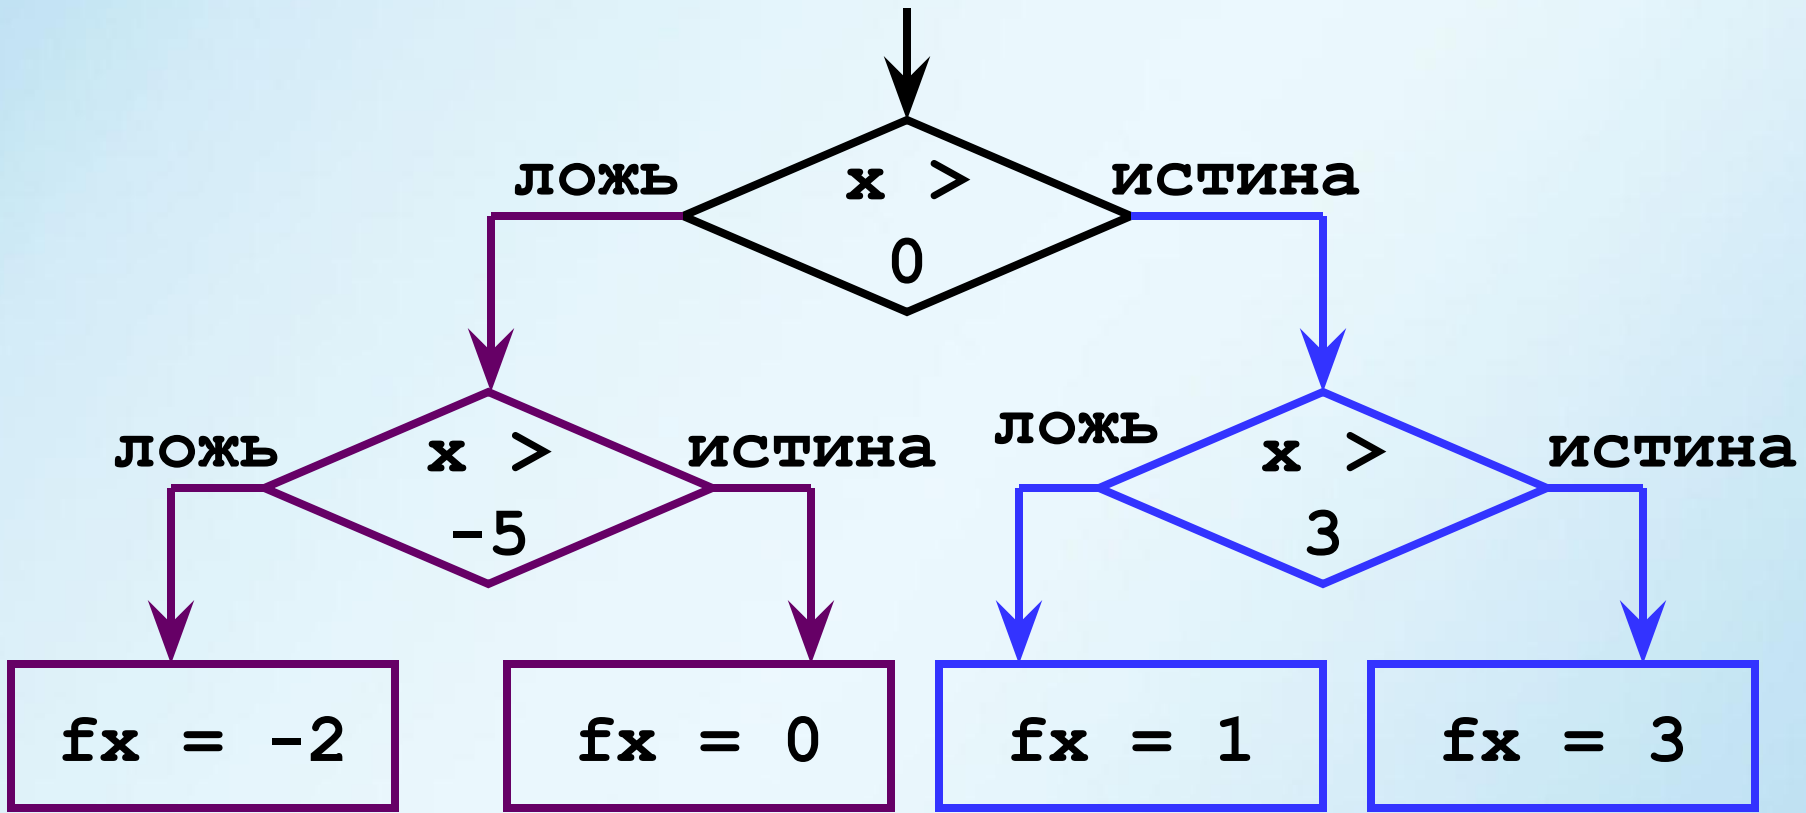 ложь
x >
0
истина
ложь
x >
-5
истина
ложь
x >
3
истина
fx = -2
fx = 0
fx = 1
fx = 3